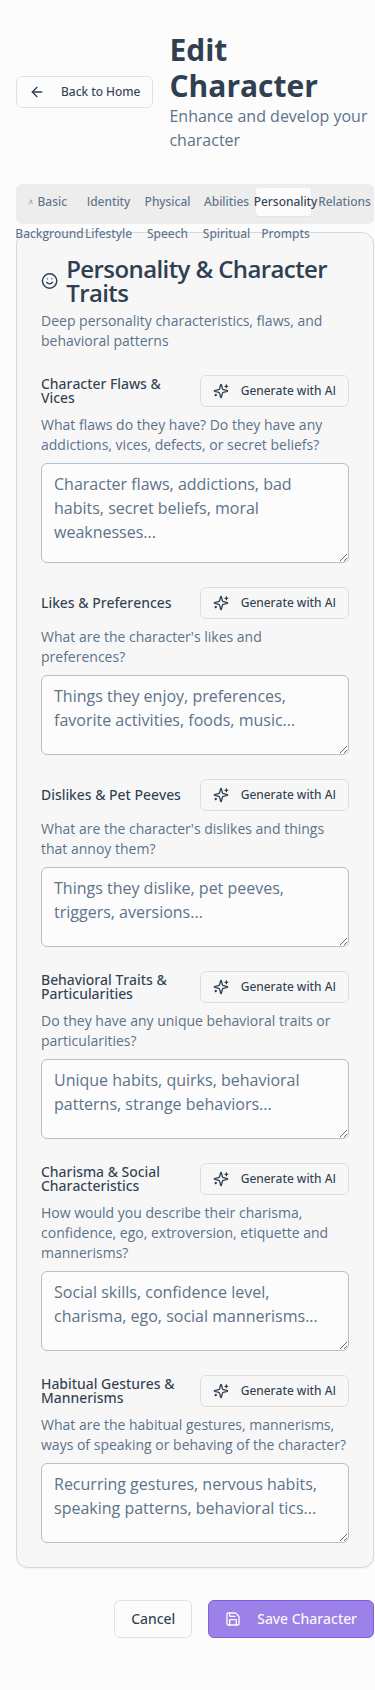 Edit
Character
Back to Home
Enhance and develop your
character
Basic Identity Physical Abilities Personality Relations
Background Lifestyle Speech Spiritual Prompts
Personality & Character
Traits
Deep personality characteristics, flaws, and
behavioral patterns
Character Flaws &
Vices
Generate with AI
What flaws do they have? Do they have any
addictions, vices, defects, or secret beliefs?
Character flaws, addictions, bad
habits, secret beliefs, moral
weaknesses...
Likes & Preferences
Generate with AI
What are the character's likes and
preferences?
Things they enjoy, preferences,
favorite activities, foods, music...
Dislikes & Pet Peeves
Generate with AI
What are the character's dislikes and things
that annoy them?
Things they dislike, pet peeves,
triggers, aversions...
Behavioral Traits &
Particularities
Generate with AI
Do they have any unique behavioral traits or
particularities?
Unique habits, quirks, behavioral
patterns, strange behaviors...
Charisma & Social
Characteristics
Generate with AI
How would you describe their charisma,
confidence, ego, extroversion, etiquette and
mannerisms?
Social skills, confidence level,
charisma, ego, social mannerisms...
Habitual Gestures &
Mannerisms
Generate with AI
What are the habitual gestures, mannerisms,
ways of speaking or behaving of the character?
Recurring gestures, nervous habits,
speaking patterns, behavioral tics...
Cancel
Save Character